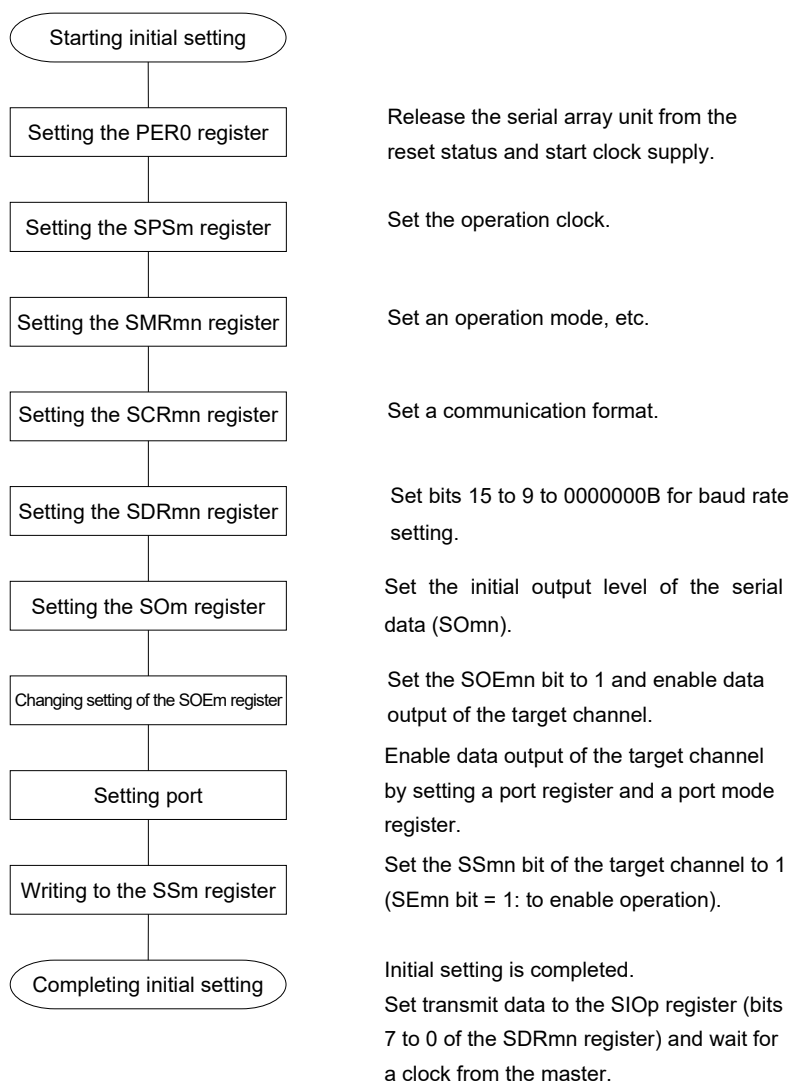 Starting initial setting
Setting the PER0 register
Release the serial array unit from the
reset status and start clock supply.
Setting the SPSm register
Set the operation clock.
Setting the SMRmn register
Set an operation mode, etc.
Setting the SCRmn register
Set a communication format.
Setting the SDRmn register
Set bits 15 to 9 to 0000000B for baud rate
setting.
Setting the SOm register
Set the initial output level of the serial
data (SOmn).
Changing setting of the SOEm register
Set the SOEmn bit to 1 and enable data
output of the target channel.
Setting port
Enable data output of the target channel
by setting a port register and a port mode
register.
Writing to the SSm register
Set the SSmn bit of the target channel to 1
(SEmn bit = 1: to enable operation).
Completing initial setting
Initial setting is completed.
Set transmit data to the SIOp register (bits
7 to 0 of the SDRmn register) and wait for
a clock from the master.